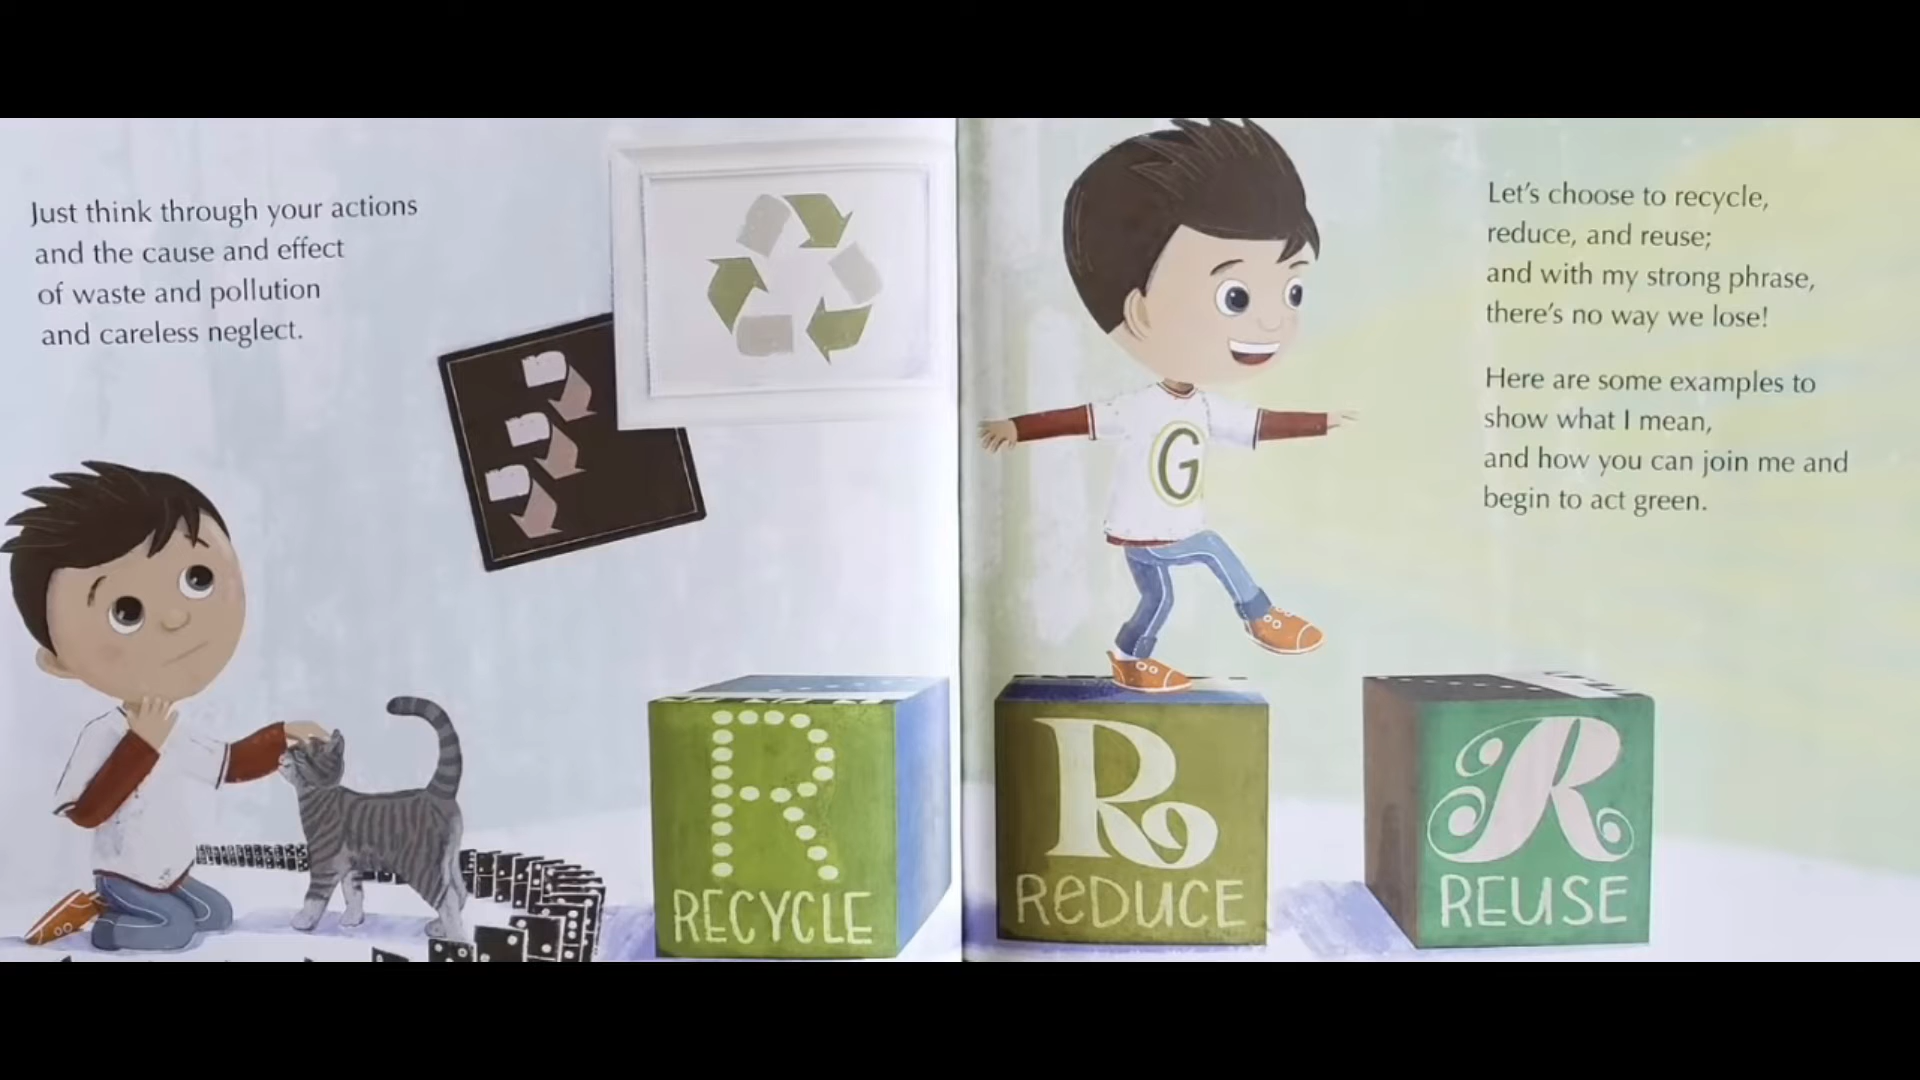 Just think through your actions
and the cause and effect
of waste and pollution
and careless neglect.
R
RECYCLE
Let's choose to recycle,
reduce, and reuse;
and with my strong phrase,
there's no way we lose!
Here are some examples to
show what I mean,
and how you can join me and
begin to act green.
G
R
REDUCE
R
REUSE